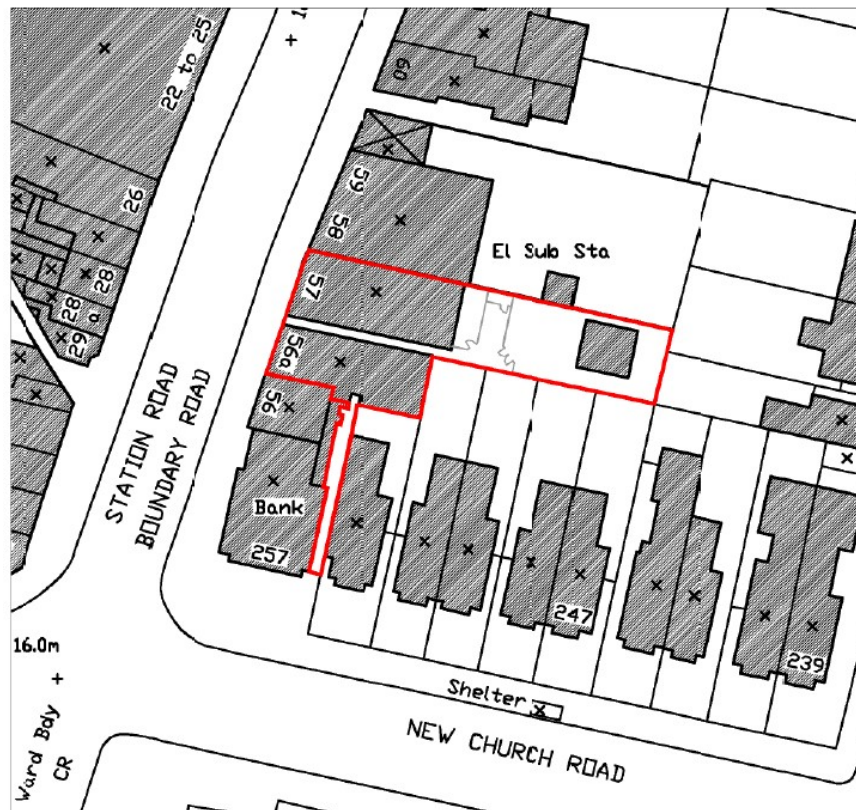 22 to 25
60
26
59
58
El Sub Sta
57
28
28
a
29
56a
56
STATION ROAD
BOUNDARY ROAD
Bank
257
247
239
16.0m
Shelter
NEW CHURCH ROAD
Ward Bdy
CR